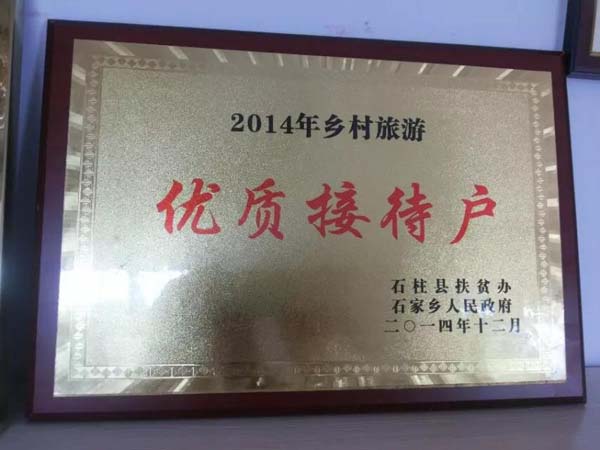 2014年乡村旅游
优质接待户
石柱县扶贫办
石家乡人民政府
二〇一四年十二月